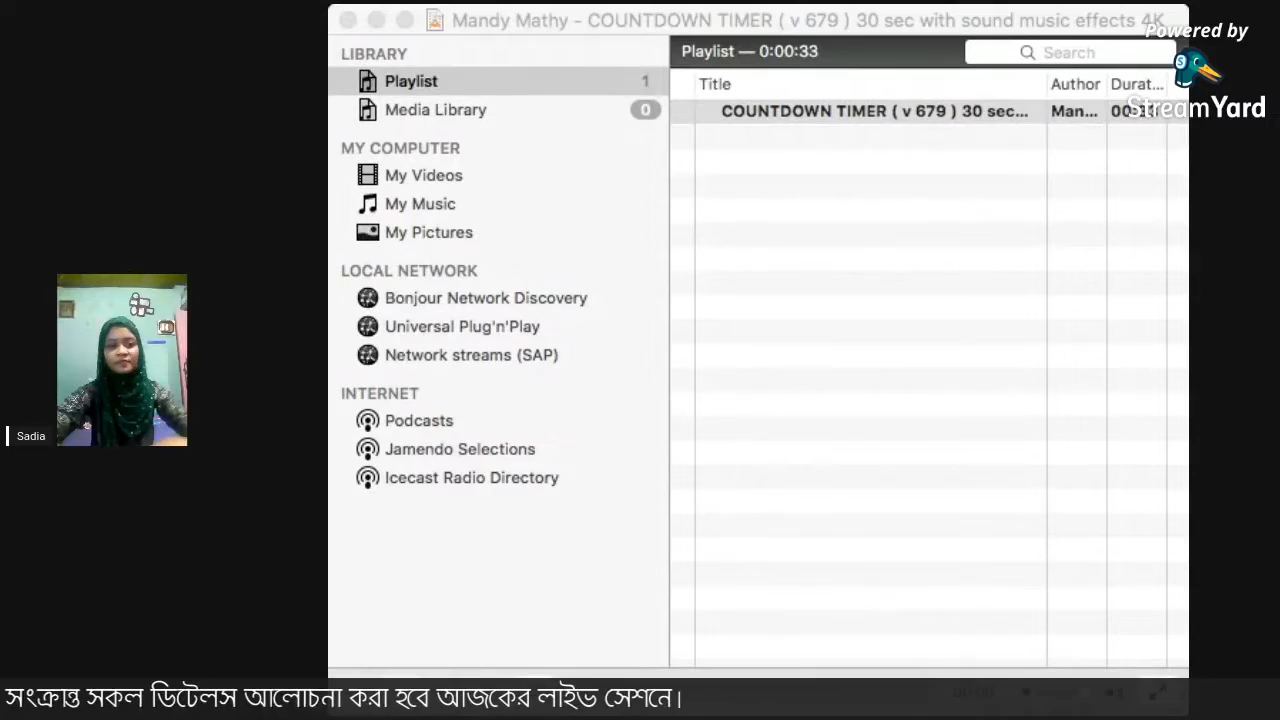 Mandy Mathy - COUNTDOWN TIMER ( v 679 ) 30 sec with sound music effects 4K
Powered by
StreamYard
LIBRARY
Playlist 1
Media Library 0
MY COMPUTER
My Videos
My Music
My Pictures
LOCAL NETWORK
Bonjour Network Discovery
Universal Plug'n'Play
Network streams (SAP)
INTERNET
Podcasts
Jamendo Selections
Icecast Radio Directory
Playlist — 0:00:33
Search
Title Author Durat...
COUNTDOWN TIMER ( v 679 ) 30 sec... Man...
Sadia
সংক্রান্ত সকল ডিটেলস আলোচনা করা হবে আজকের লাইভ সেশনে।